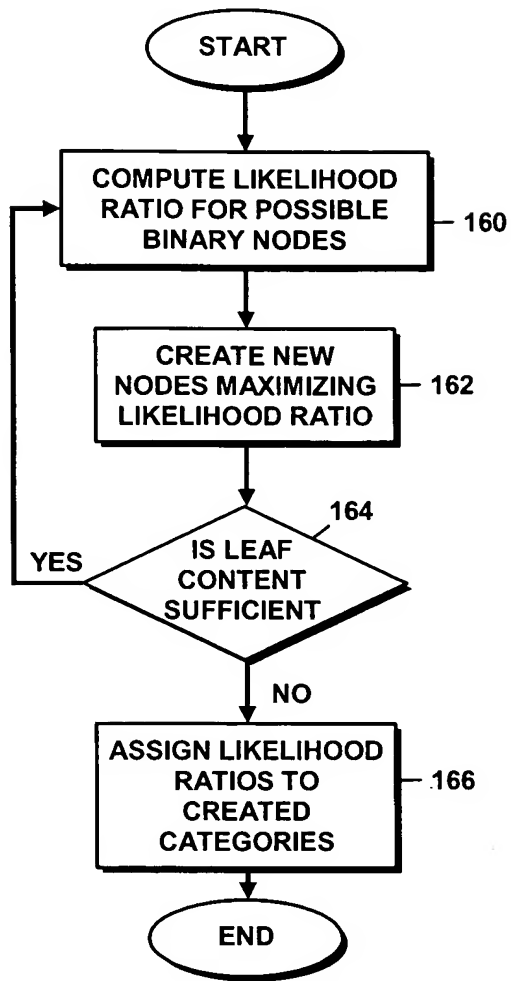 START
COMPUTE LIKELIHOOD
RATIO FOR POSSIBLE
BINARY NODES
160
CREATE NEW
NODES MAXIMIZING
LIKELIHOOD RATIO
162
164
YES
IS LEAF
CONTENT
SUFFICIENT
NO
ASSIGN LIKELIHOOD
RATIOS TO
CREATED
CATEGORIES
166
END